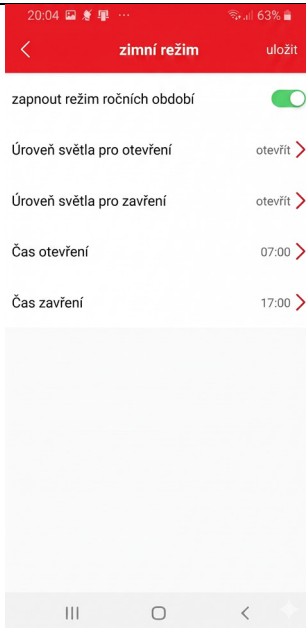 20:04 ... 63%
zimní režim uložit
zapnout režim ročních období
Úroveň světla pro otevření otevřít
Úroveň světla pro zavření otevřít
Čas otevření 07:00
Čas zavření 17:00